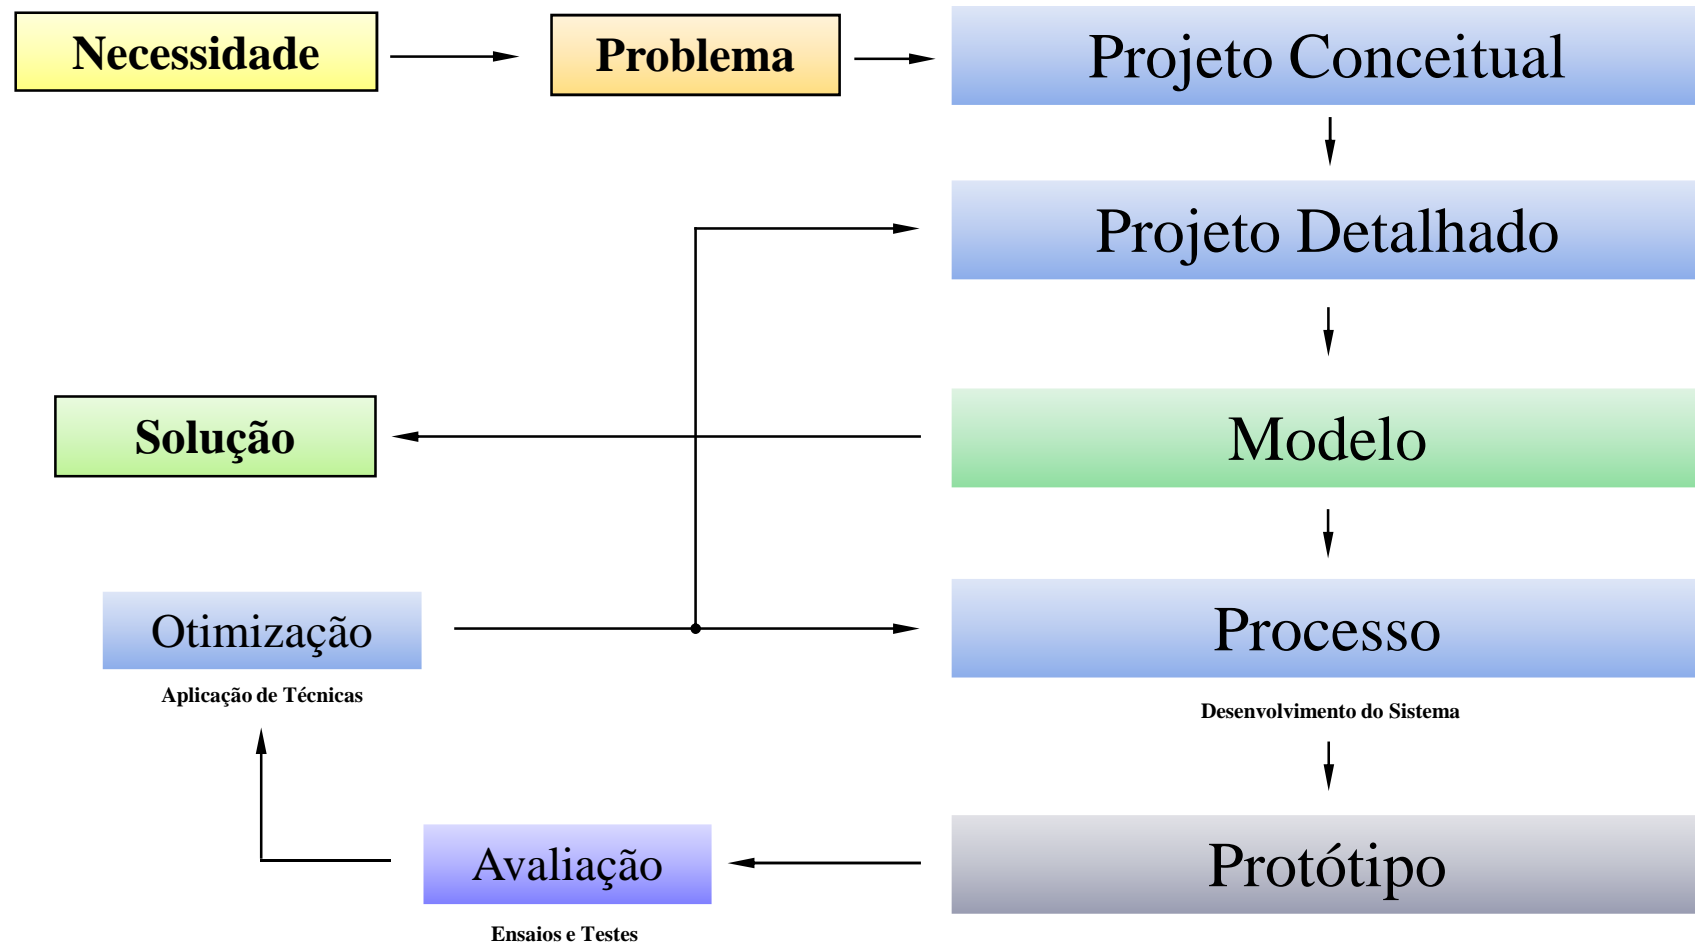 Necessidade
Problema
Projeto Conceitual
Projeto Detalhado
Solução
Modelo
Otimização
Aplicação de Técnicas
Processo
Desenvolvimento do Sistema
Avaliação
Ensaios e Testes
Protótipo